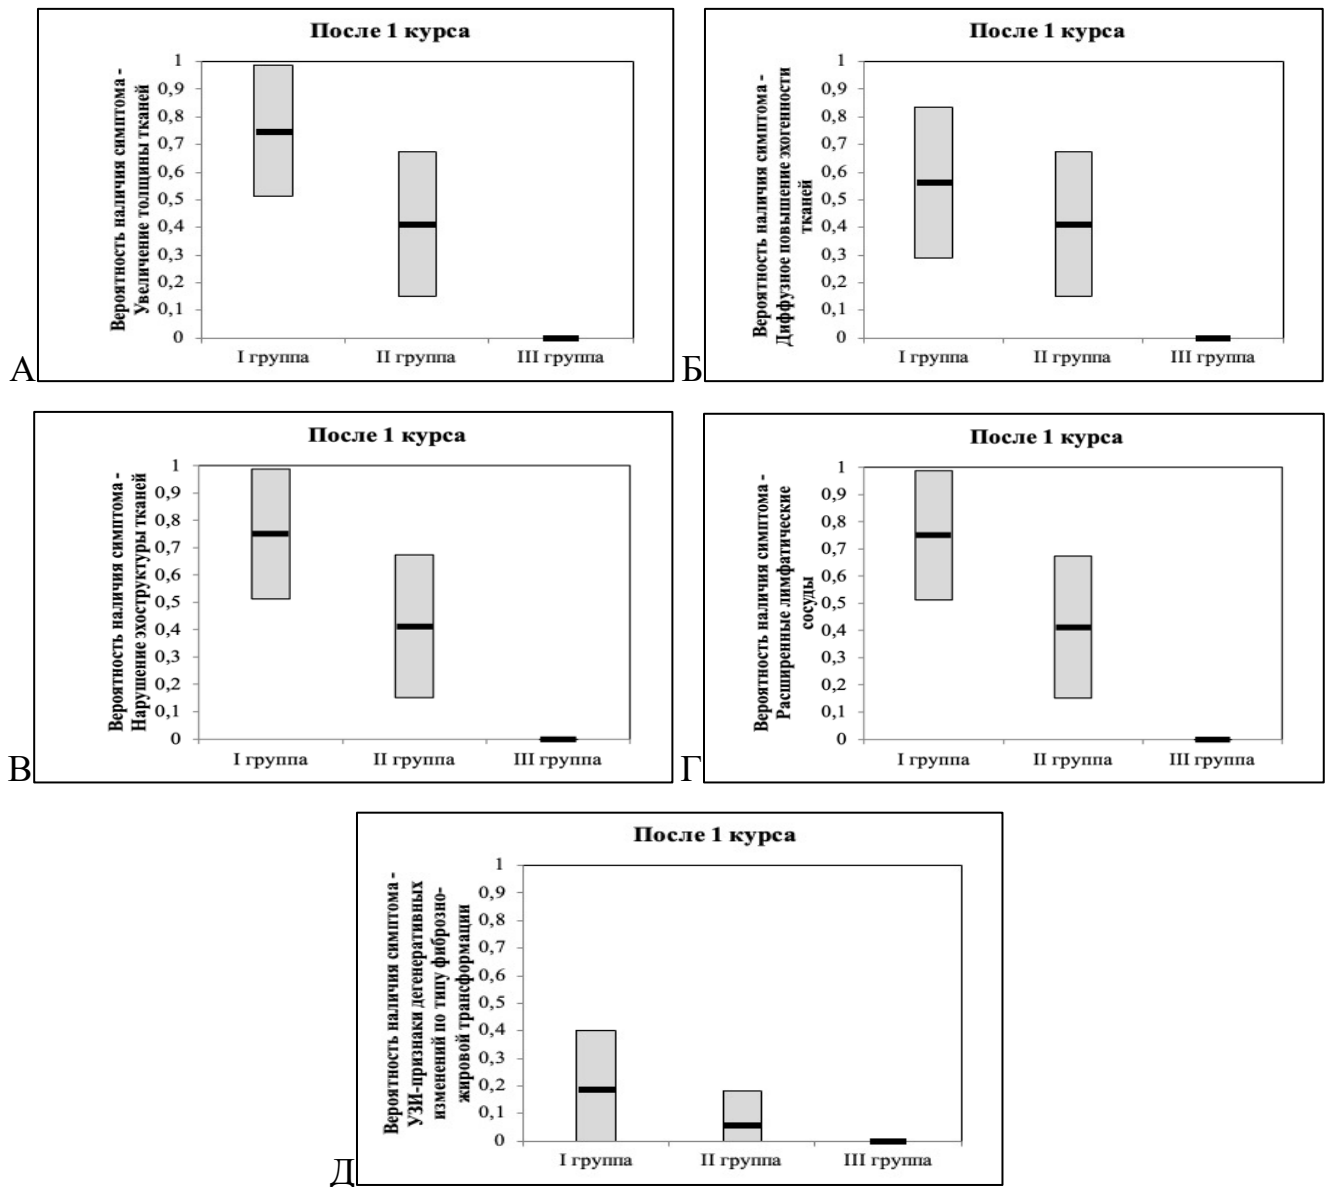 После 1 курса
Вероятность наличия симптома -
Увеличение толщины тканей
1
0,9
0,8
0,7
0,6
0,5
0,4
0,3
0,2
0,1
0
I группа II группа III группа
А
После 1 курса
Вероятность наличия симптома -
Диффузное повышение эхогенности
тканей
1
0,9
0,8
0,7
0,6
0,5
0,4
0,3
0,2
0,1
0
I группа II группа III группа
Б
После 1 курса
Вероятность наличия симптома -
Нарушение эхоструктуры тканей
1
0,9
0,8
0,7
0,6
0,5
0,4
0,3
0,2
0,1
0
I группа II группа III группа
В
После 1 курса
Вероятность наличия симптома -
Расширенные лимфатические
сосуды
1
0,9
0,8
0,7
0,6
0,5
0,4
0,3
0,2
0,1
0
I группа II группа III группа
Г
После 1 курса
Вероятность наличия симптома -
УЗИ-признаки дегенеративных
изменений по типу фиброзно-
жировой трансформации
1
0,9
0,8
0,7
0,6
0,5
0,4
0,3
0,2
0,1
0
I группа II группа III группа
Д